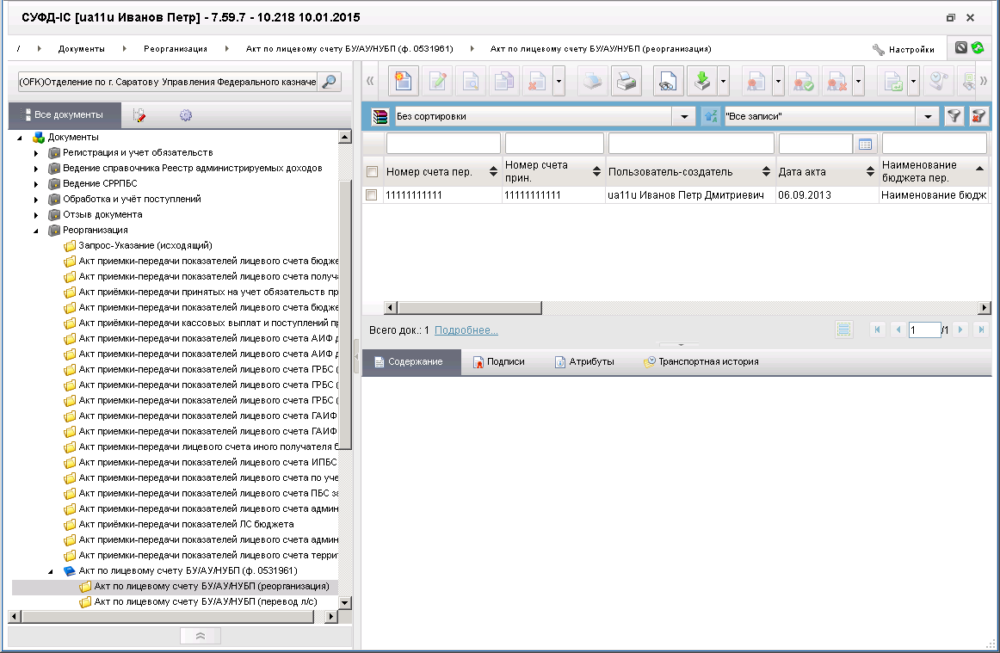 СУФД-IC [ua11u Иванов Петр] - 7.59.7 - 10.218 10.01.2015
/ Документы Реорганизация Акт по лицевому счету БУ/АУ/НУБП (ф. 0531961) Акт по лицевому счету БУ/АУ/НУБП (реорганизация) Настройки
(OFK)Отделение по г. Саратову Управления Федерального казначе
Все документы
Документы
Регистрация и учет обязательств
Ведение справочника Реестр администрируемых доходов
Ведение СРРПБС
Обработка и учёт поступлений
Отзыв документа
Реорганизация
Запрос-Указание (исходящий)
Акт приемки-передачи показателей лицевого счета бюдже
Акт приемки-передачи показателей лицевого счета получа
Акт приёмки-передачи принятых на учет обязательств пр
Акт приемки-передачи показателей лицевого счета бюдже
Акт приёмки-передачи кассовых выплат и поступлений пр
Акт приемки-передачи показателей лицевого счета АИФ д
Акт приемки-передачи показателей лицевого счета АИФ д
Акт приемки-передачи показателей лицевого счета ГРБС (
Акт приемки-передачи показателей лицевого счета ГРБС (
Акт приемки-передачи показателей лицевого счета ГРБС (
Акт приемки-передачи показателей лицевого счета ГАИФ
Акт приемки-передачи показателей лицевого счета ГАИФ
Акт приемки-передачи лицевого счета иного получателя б
Акт приемки-передачи показателей лицевого счета ИПБС
Акт приемки-передачи показателей лицевого счета по уче
Акт приемки-передачи показателей лицевого счета ПБС за
Акт приемки-передачи показателей лицевого счета админ
Акт приёмки-передачи показателей ЛС бюджета
Акт приемки-передачи показателей лицевого счета админ
Акт приемки-передачи показателей лицевого счета терри
Акт по лицевому счету БУ/АУ/НУБП (ф. 0531961)
Акт по лицевому счету БУ/АУ/НУБП (реорганизация)
Акт по лицевому счету БУ/АУ/НУБП (перевод л/с)
Без сортировки "Все записи"
Номер счета пер. Номер счета прин. Пользователь-создатель Дата акта Наименование бюджета пер.
11111111111 11111111111 ua11u Иванов Петр Дмитриевич 06.09.2013 Наименование бюдж
Всего док.: 1 Подробнее... 1 /1
Содержание Подписи Атрибуты Транспортная история